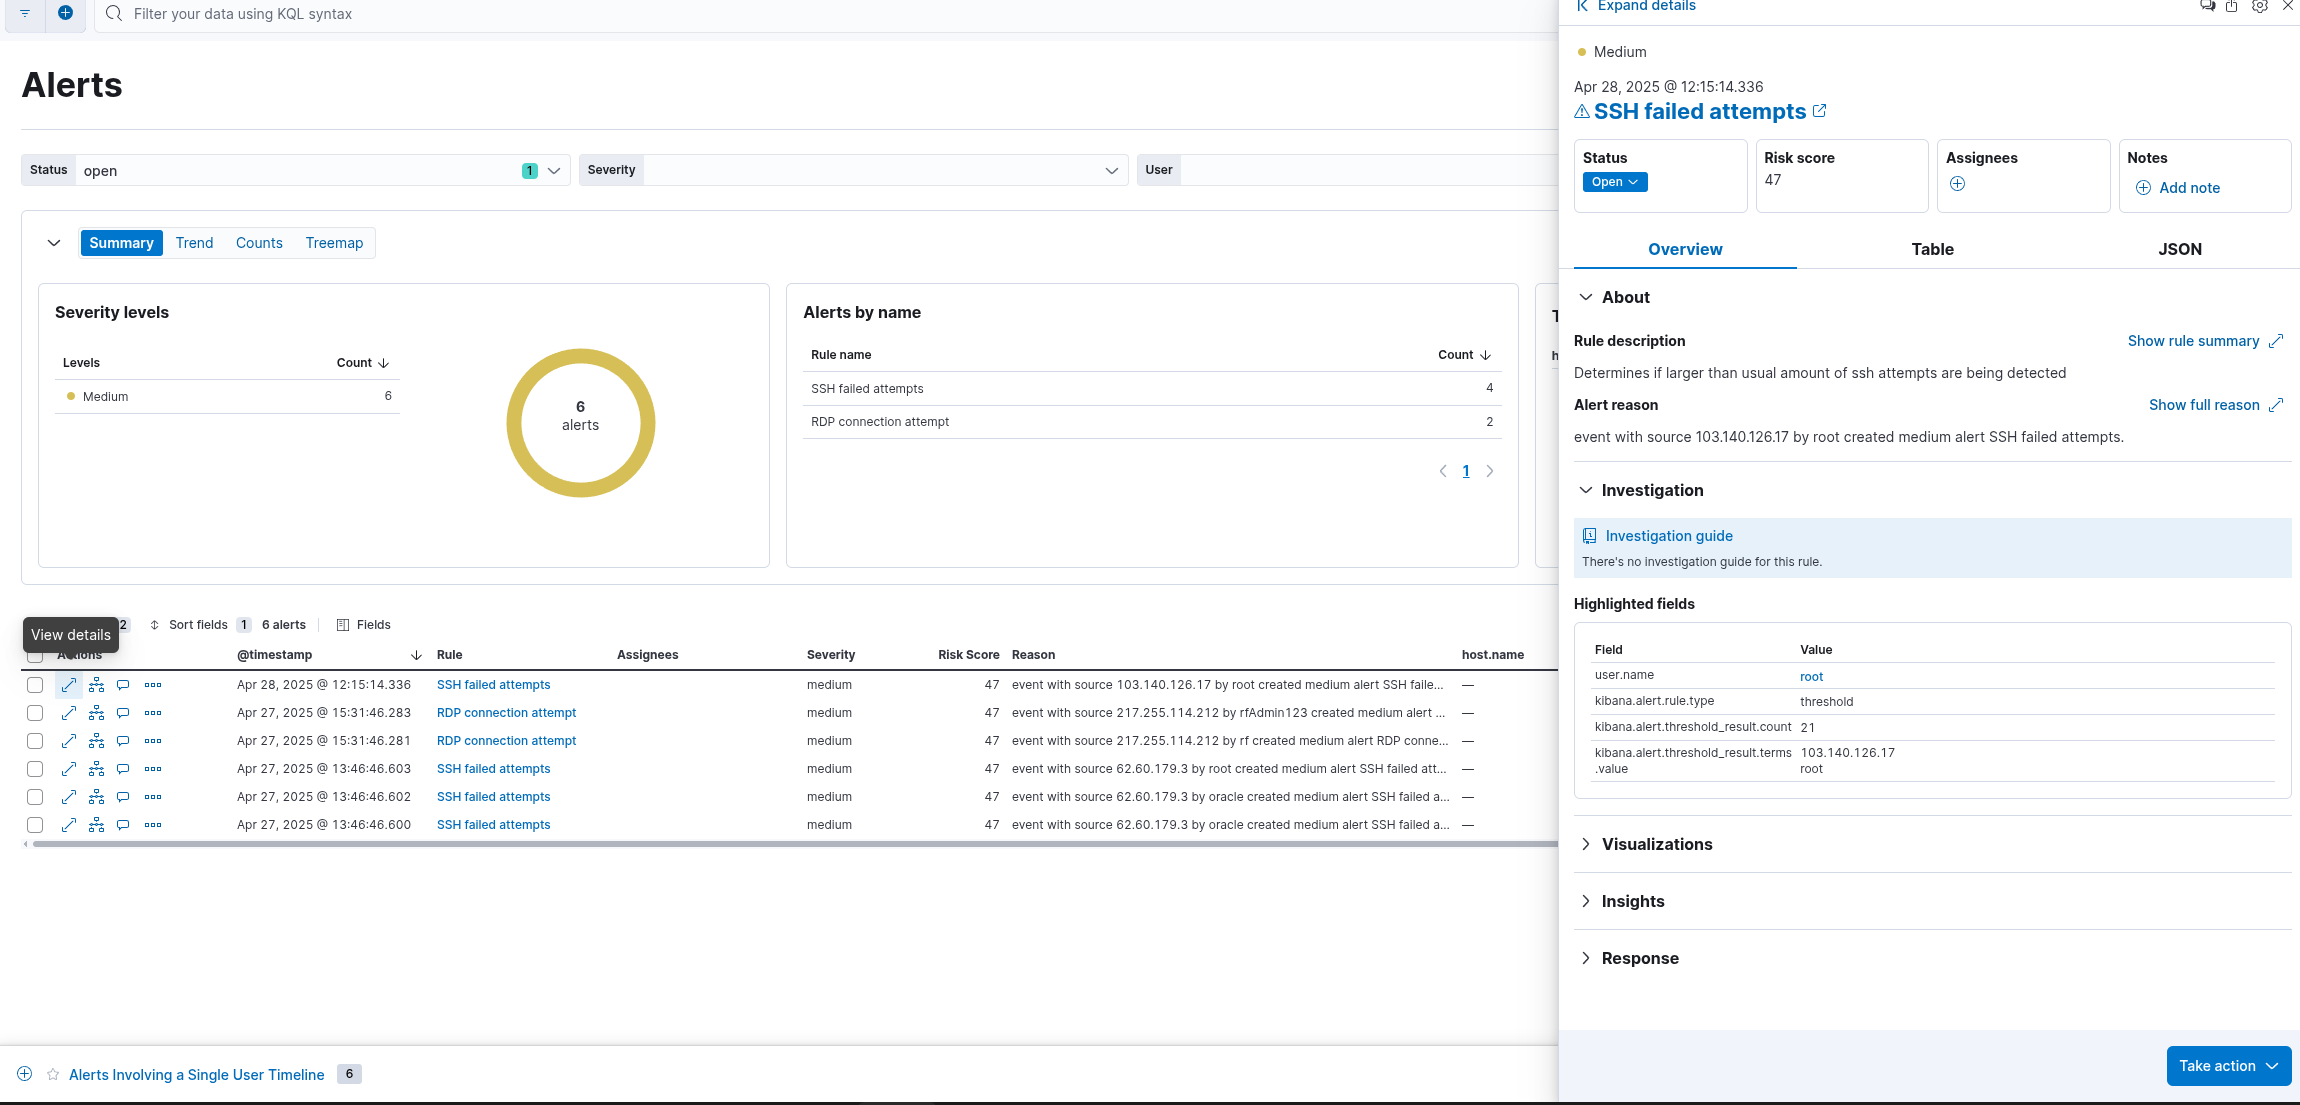 Filter your data using KQL syntax
Alerts
Status open 1
Severity
User
Summary Trend Counts Treemap
Severity levels
Levels Count
Medium 6
6
alerts
Alerts by name
Rule name Count
SSH failed attempts 4
RDP connection attempt 2
1
View details
2 Sort fields 1 6 alerts Fields
Actions @timestamp Rule Assignees Severity Risk Score Reason host.name
Apr 28, 2025 @ 12:15:14.336 SSH failed attempts medium 47 event with source 103.140.126.17 by root created medium alert SSH faile... —
Apr 27, 2025 @ 15:31:46.283 RDP connection attempt medium 47 event with source 217.255.114.212 by rfAdmin123 created medium alert ... —
Apr 27, 2025 @ 15:31:46.281 RDP connection attempt medium 47 event with source 217.255.114.212 by rf created medium alert RDP conne... —
Apr 27, 2025 @ 13:46:46.603 SSH failed attempts medium 47 event with source 62.60.179.3 by root created medium alert SSH failed att... —
Apr 27, 2025 @ 13:46:46.602 SSH failed attempts medium 47 event with source 62.60.179.3 by oracle created medium alert SSH failed a... —
Apr 27, 2025 @ 13:46:46.600 SSH failed attempts medium 47 event with source 62.60.179.3 by oracle created medium alert SSH failed a... —
Alerts Involving a Single User Timeline 6
Expand details
Medium
Apr 28, 2025 @ 12:15:14.336
SSH failed attempts
Status
Open
Risk score
47
Assignees
Notes
Add note
Overview Table JSON
About
Rule description Show rule summary
Determines if larger than usual amount of ssh attempts are being detected
Alert reason Show full reason
event with source 103.140.126.17 by root created medium alert SSH failed attempts.
Investigation
Investigation guide
There's no investigation guide for this rule.
Highlighted fields
Field Value
user.name root
kibana.alert.rule.type threshold
kibana.alert.threshold_result.count 21
kibana.alert.threshold_result.terms 103.140.126.17
.value root
Visualizations
Insights
Response
Take action